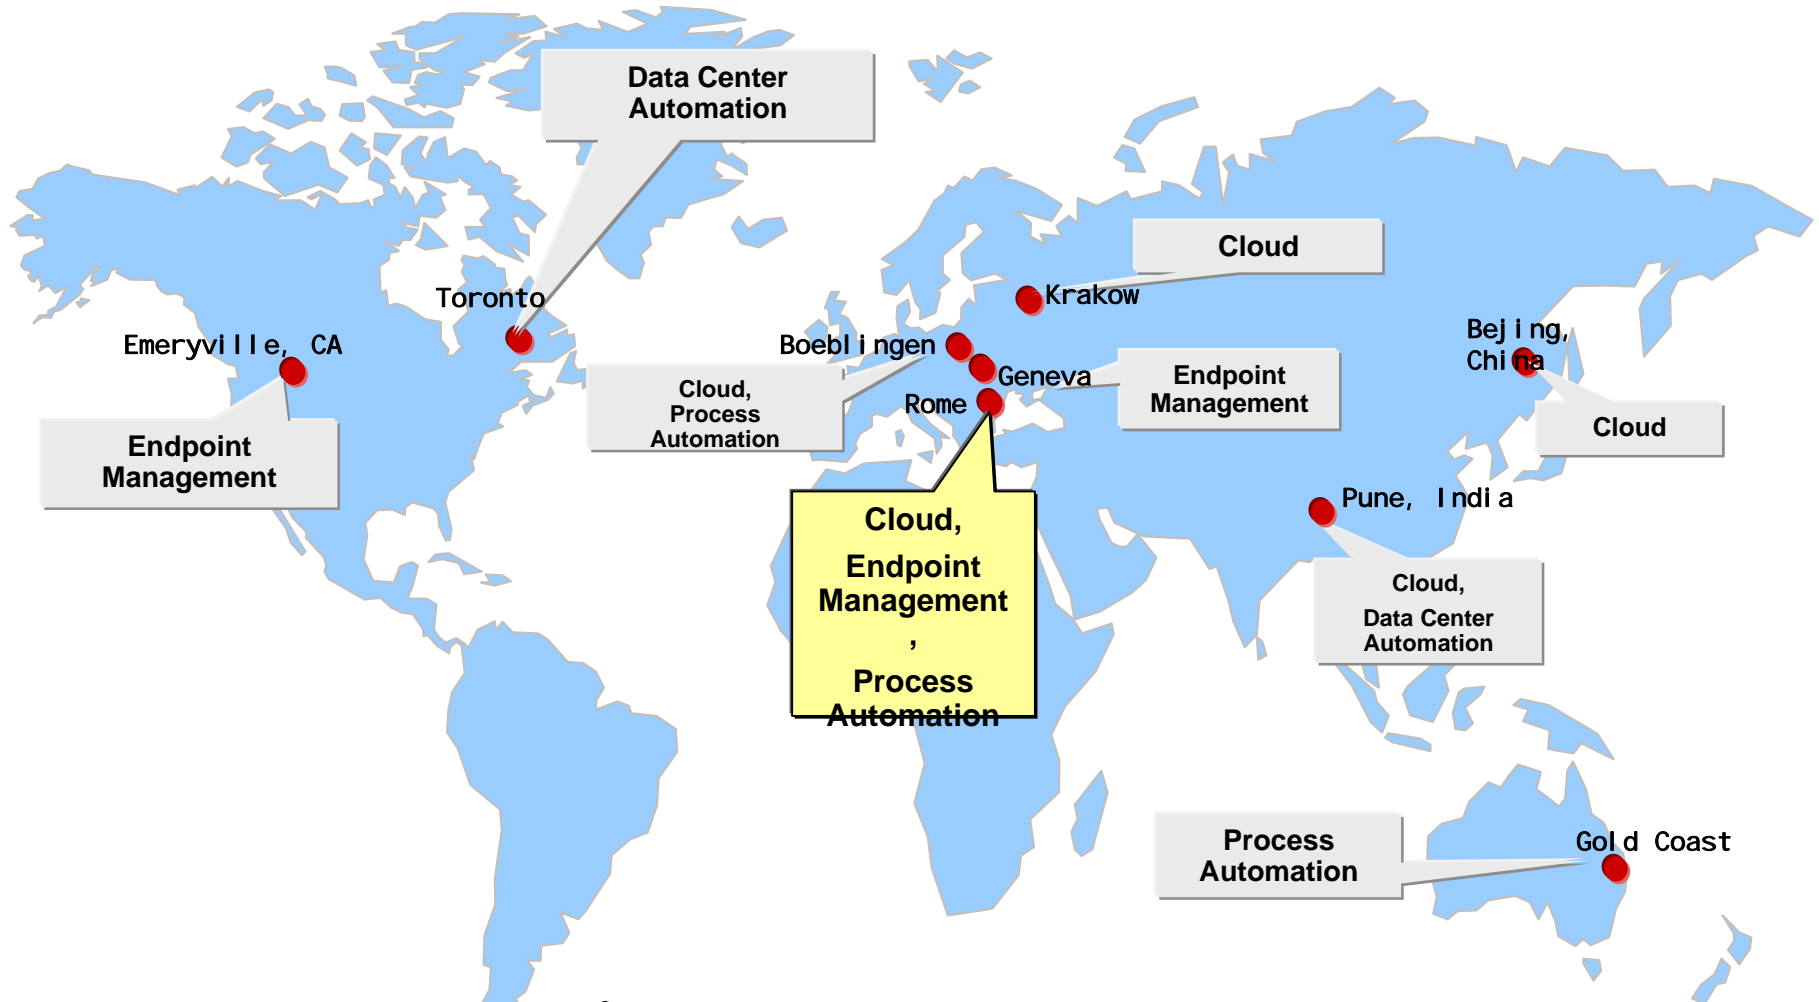 Data Center
Automation
Cloud
Toronto
Krakow
Emeryville, CA
Boeblingen
Bejing,
China
Geneva
Endpoint
Management
Cloud,
Process
Automation
Rome
Cloud
Endpoint
Management
Pune, India
Cloud,
Endpoint
Management
,
Process
Automation
Cloud,
Data Center
Automation
Process
Automation
Gold Coast